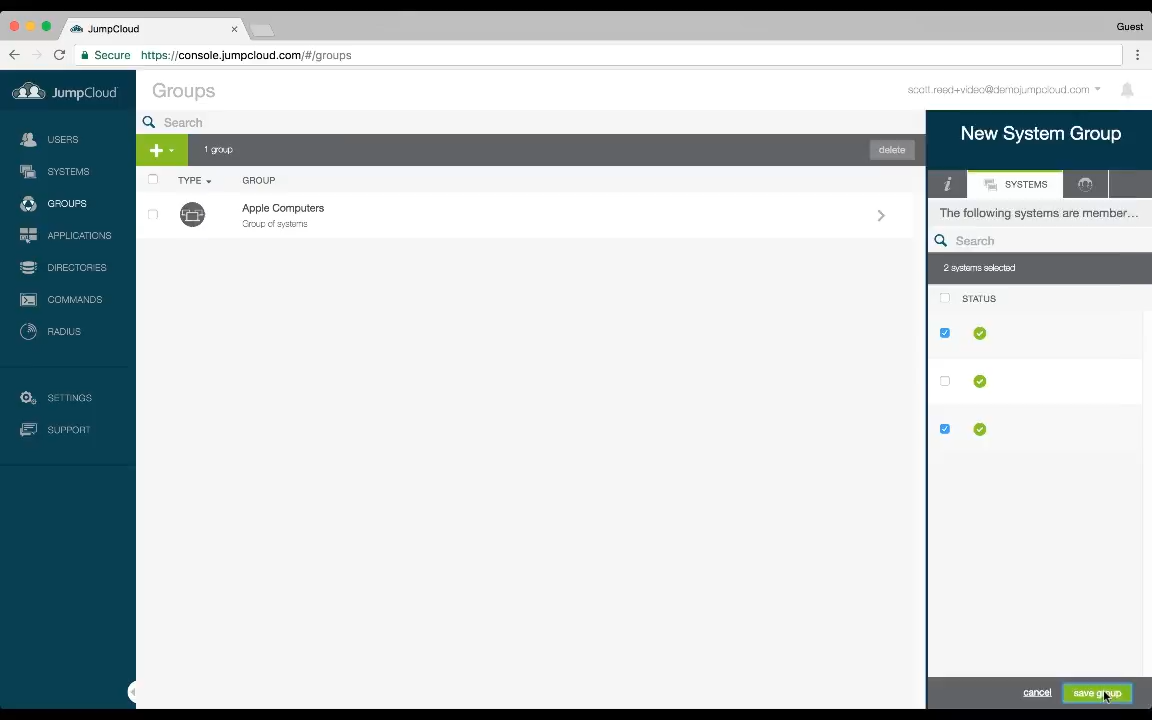 JumpCloud
Guest
Secure
https://console.jumpcloud.com/#/groups
JumpCloud
Groups
scott.reed+video@demojumpcloud.com
Search
1 group
delete
TYPE
GROUP
Apple Computers
Group of systems
USERS
SYSTEMS
GROUPS
APPLICATIONS
DIRECTORIES
COMMANDS
RADIUS
SETTINGS
SUPPORT
New System Group
SYSTEMS
The following systems are member...
Search
2 systems selected
STATUS
cancel
save group